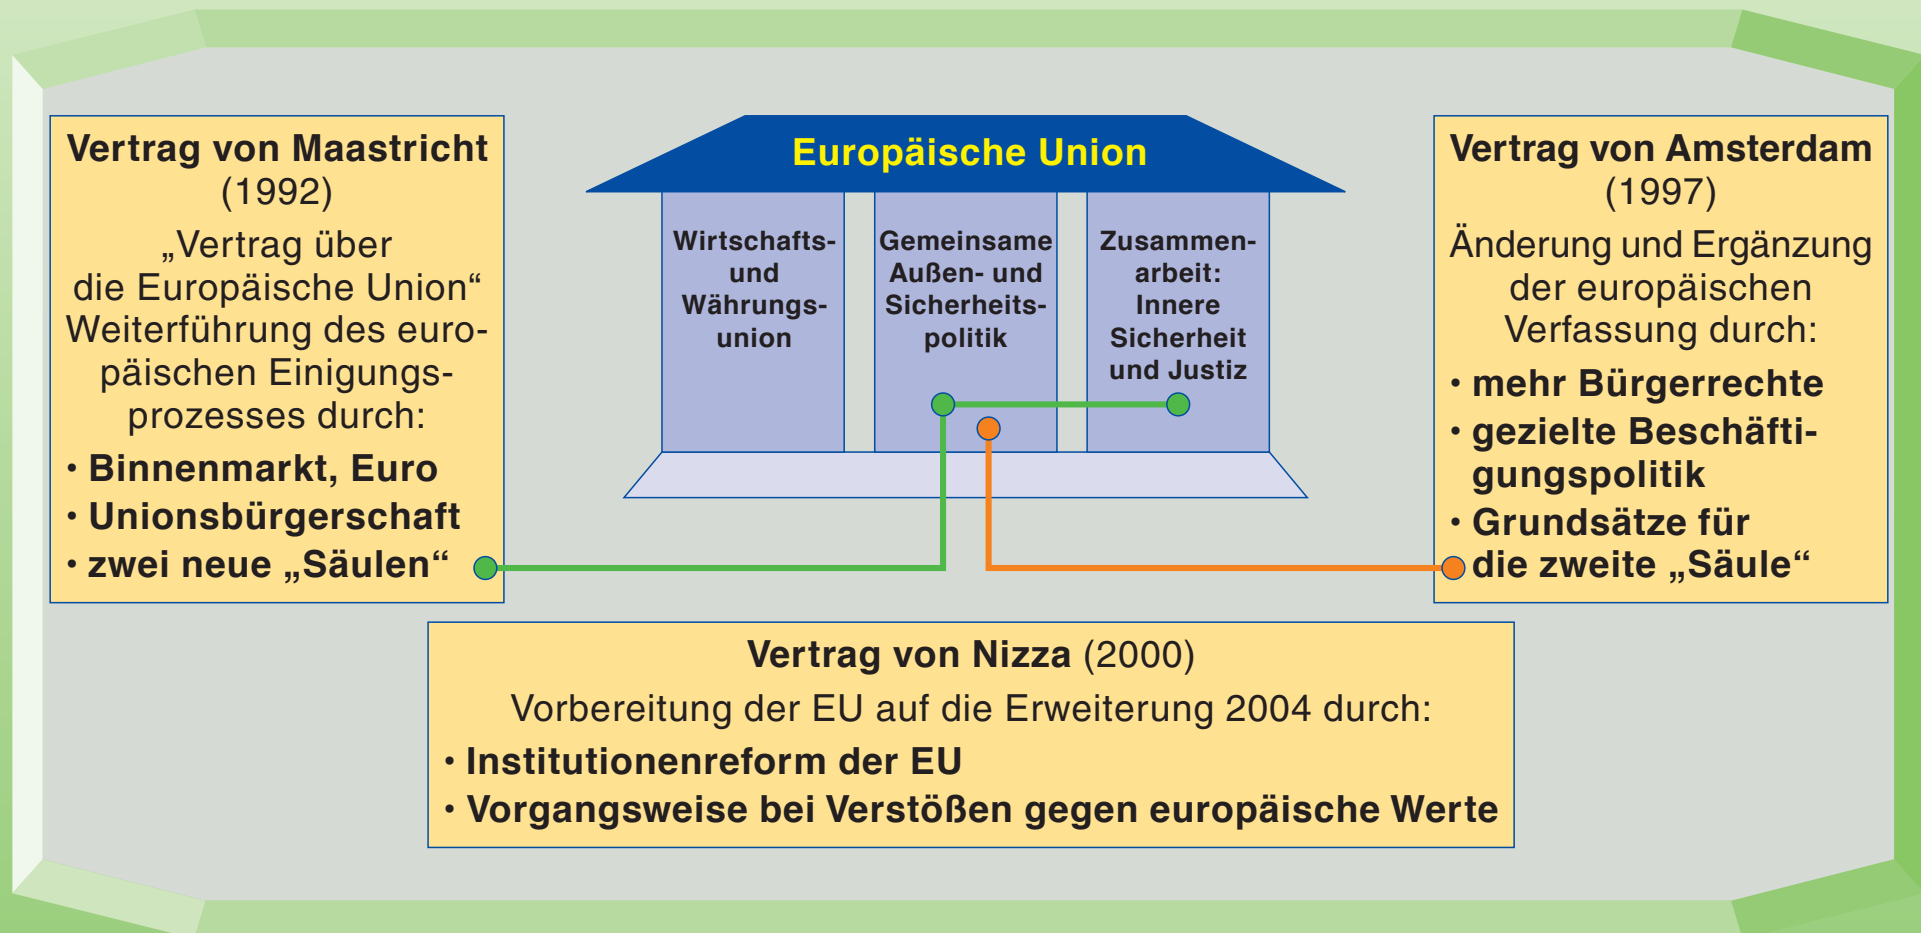 Vertrag von Maastricht
(1992)
„Vertrag über
die Europäische Union“
Weiterführung des euro-
päischen Einigungs-
prozesses durch:
• Binnenmarkt, Euro
• Unionsbürgerschaft
• zwei neue „Säulen“
Europäische Union
Wirtschafts-
und
Währungs-
union
Gemeinsame
Außen- und
Sicherheits-
politik
Zusammen-
arbeit:
Innere
Sicherheit
und Justiz
Vertrag von Amsterdam
(1997)
Änderung und Ergänzung
der europäischen
Verfassung durch:
• mehr Bürgerrechte
• gezielte Beschäfti-
gungspolitik
• Grundsätze für
die zweite „Säule“
Vertrag von Nizza (2000)
Vorbereitung der EU auf die Erweiterung 2004 durch:
• Institutionenreform der EU
• Vorgangsweise bei Verstößen gegen europäische Werte